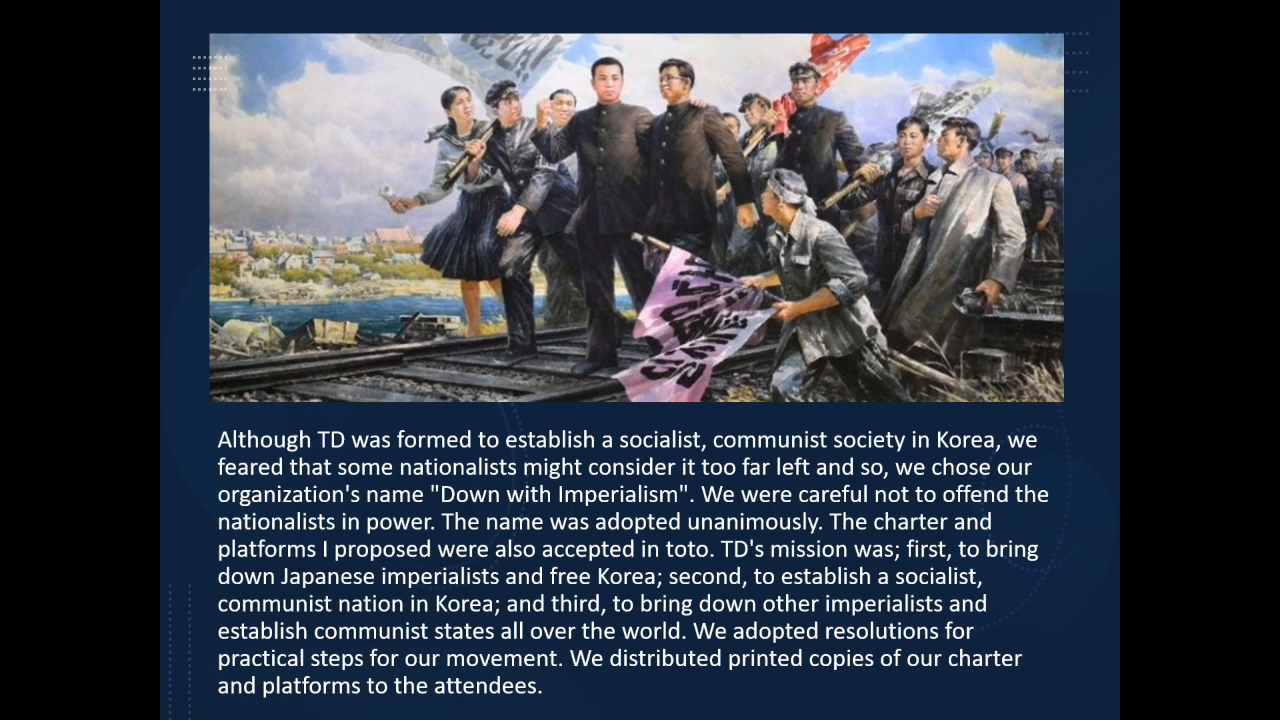 Although TD was formed to establish a socialist, communist society in Korea, we
feared that some nationalists might consider it too far left and so, we chose our
organization's name "Down with Imperialism". We were careful not to offend the
nationalists in power. The name was adopted unanimously. The charter and
platforms I proposed were also accepted in toto. TD's mission was; first, to bring
down Japanese imperialists and free Korea; second, to establish a socialist,
communist nation in Korea; and third, to bring down other imperialists and
establish communist states all over the world. We adopted resolutions for
practical steps for our movement. We distributed printed copies of our charter
and platforms to the attendees.